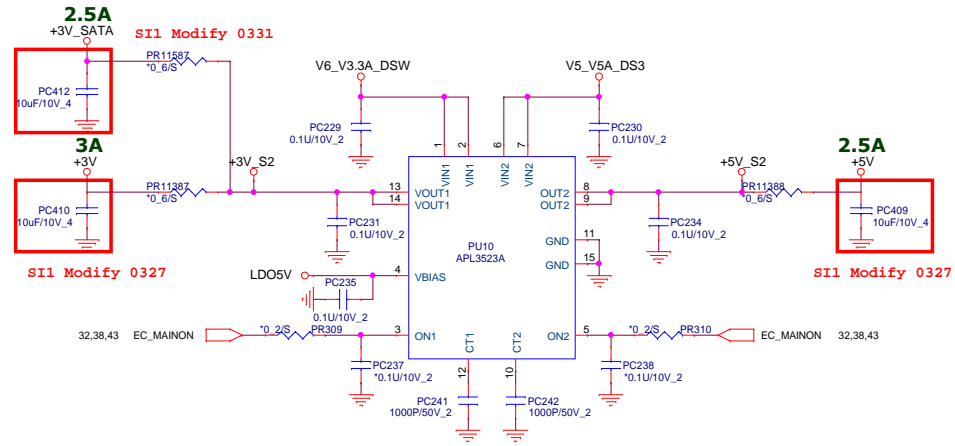 2.5A
+3V_SATA
SI1 Modify 0331
PR11587
*0_6/S
PC412
10uF/10V_4
3A
+3V
PR11387
*0_6/S
PC410
10uF/10V_4
SI1 Modify 0327
+3V_S2
V6_V3.3A_DSW
V5_V5A_DS3
PC229
0.1U/10V_2
PC230
0.1U/10V_2
1
2
6
7
VIN1
VIN1
VIN2
VIN2
13
VOUT1
14
VOUT1
8
OUT2
9
OUT2
PC231
0.1U/10V_2
PU10
APL3523A
11
GND
15
GND
PC234
0.1U/10V_2
+5V_S2
PR11388
*0_6/S
2.5A
+5V
PC409
10uF/10V_4
SI1 Modify 0327
LDO5V
4
VBIAS
PC235
0.1U/10V_2
32,38,43
EC_MAINON
*0_2/S
PR309
3
ON1
5
ON2
*0_2/S
PR310
EC_MAINON
32,38,43
PC237
*0.1U/10V_2
PC238
*0.1U/10V_2
CT1
CT2
12
10
PC241
1000P/50V_2
PC242
1000P/50V_2